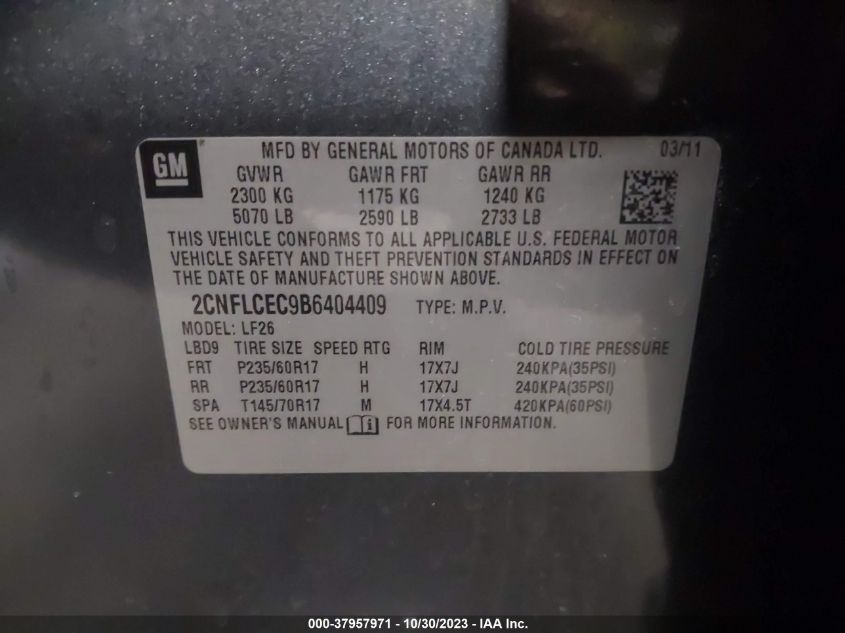 GM
MFD BY GENERAL MOTORS OF CANADA LTD. 03/11
GVWR GAWR FRT GAWR RR
2300 KG 1175 KG 1240 KG
5070 LB 2590 LB 2733 LB
THIS VEHICLE CONFORMS TO ALL APPLICABLE U.S. FEDERAL MOTOR
VEHICLE SAFETY AND THEFT PREVENTION STANDARDS IN EFFECT ON
THE DATE OF MANUFACTURE SHOWN ABOVE.
2CNFLCEC9B6404409 TYPE: M.P.V.
MODEL: LF26
LBD9 TIRE SIZE SPEED RTG RIM COLD TIRE PRESSURE
FRT P235/60R17 H 17X7J 240KPA(35PSI)
RR P235/60R17 H 17X7J 240KPA(35PSI)
SPA T145/70R17 M 17X4.5T 420KPA(60PSI)
SEE OWNER'S MANUAL i FOR MORE INFORMATION.
000-37957971 - 10/30/2023 - IAA Inc.